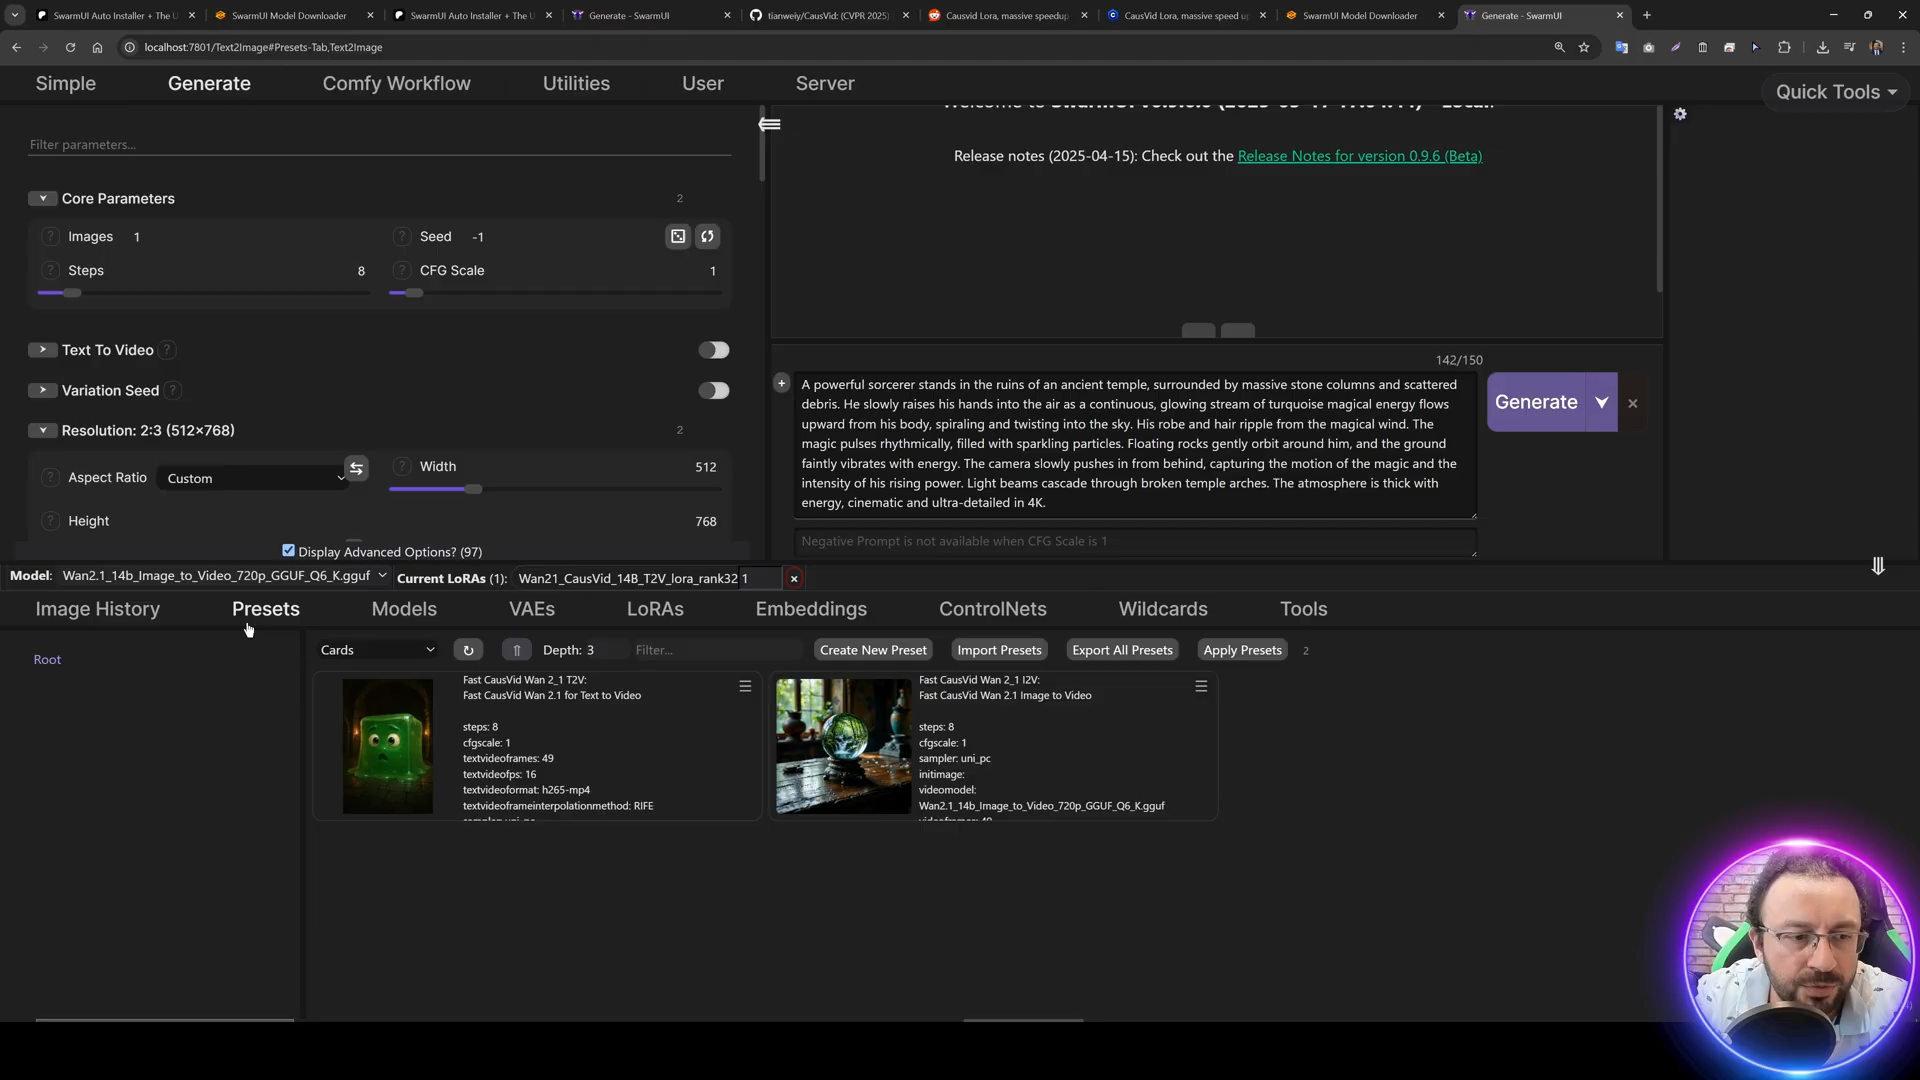 SwarmUI Auto Installer + The U
SwarmUI Model Downloader
SwarmUI Auto Installer + The U
Generate - SwarmUI
tianweiy/CausVid: (CVPR 2025)
Causvid Lora, massive speedup
CausVid LoRA, massive speed up
SwarmUI Model Downloader
Generate - SwarmUI
localhost:7801/Text2Image#Presets-Tab,Text2Image
Simple
Generate
Comfy Workflow
Utilities
User
Server
Quick Tools
Filter parameters...
Release notes (2025-04-15): Check out the Release Notes for version 0.9.6 (Beta)
Core Parameters
2
Images 1
Seed -1
Steps 8
CFG Scale 1
Text To Video ?
Variation Seed ?
Resolution: 2:3 (512×768)
2
Aspect Ratio Custom
Width 512
Height 768
Display Advanced Options? (97)
142/150
A powerful sorcerer stands in the ruins of an ancient temple, surrounded by massive stone columns and scattered
debris. He slowly raises his hands into the air as a continuous, glowing stream of turquoise magical energy flows
upward from his body, spiraling and twisting into the sky. His robe and hair ripple from the magical wind. The
magic pulses rhythmically, filled with sparkling particles. Floating rocks gently orbit around him, and the ground
faintly vibrates with energy. The camera slowly pushes in from behind, capturing the motion of the magic and the
intensity of his rising power. Light beams cascade through broken temple arches. The atmosphere is thick with
energy, cinematic and ultra-detailed in 4K.
Negative Prompt is not available when CFG Scale is 1
Generate
Model: Wan2.1_14b_Image_to_Video_720p_GGUF_Q6_K.gguf
Current LoRAs (1): Wan21_CausVid_14B_T2V_lora_rank32 1
Image History
Presets
Models
VAEs
LoRAs
Embeddings
ControlNets
Wildcards
Tools
Root
Cards
Depth: 3
Filter...
Create New Preset
Import Presets
Export All Presets
Apply Presets
2
Fast CausVid Wan 2_1 T2V:
Fast CausVid Wan 2.1 for Text to Video
steps: 8
cfgscale: 1
textvideoframes: 49
textvideofps: 16
textvideoformat: h265-mp4
textvideoframeinterpolationmethod: RIFE
Fast CausVid Wan 2_1 I2V:
Fast CausVid Wan 2.1 Image to Video
steps: 8
cfgscale: 1
sampler: uni_pc
initimage:
videomodel:
Wan2.1_14b_Image_to_Video_720p_GGUF_Q6_K.gguf